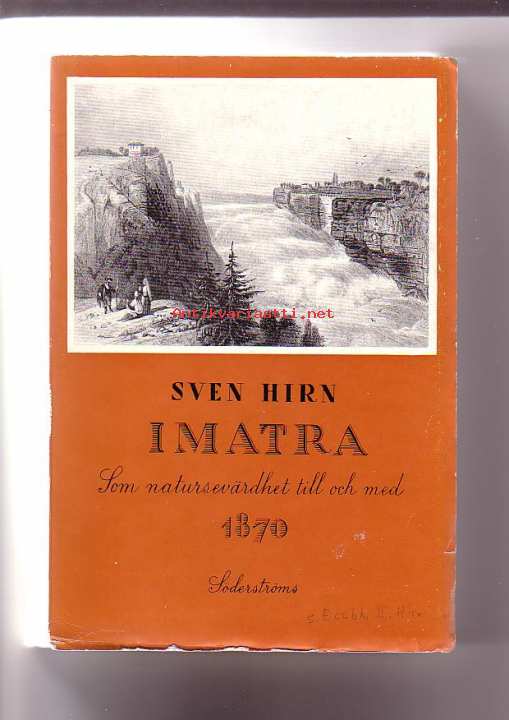 Antikvariaatti.net
SVEN HIRN
IMATRA
Som natursevärdhet till och med
1870
Söderströms